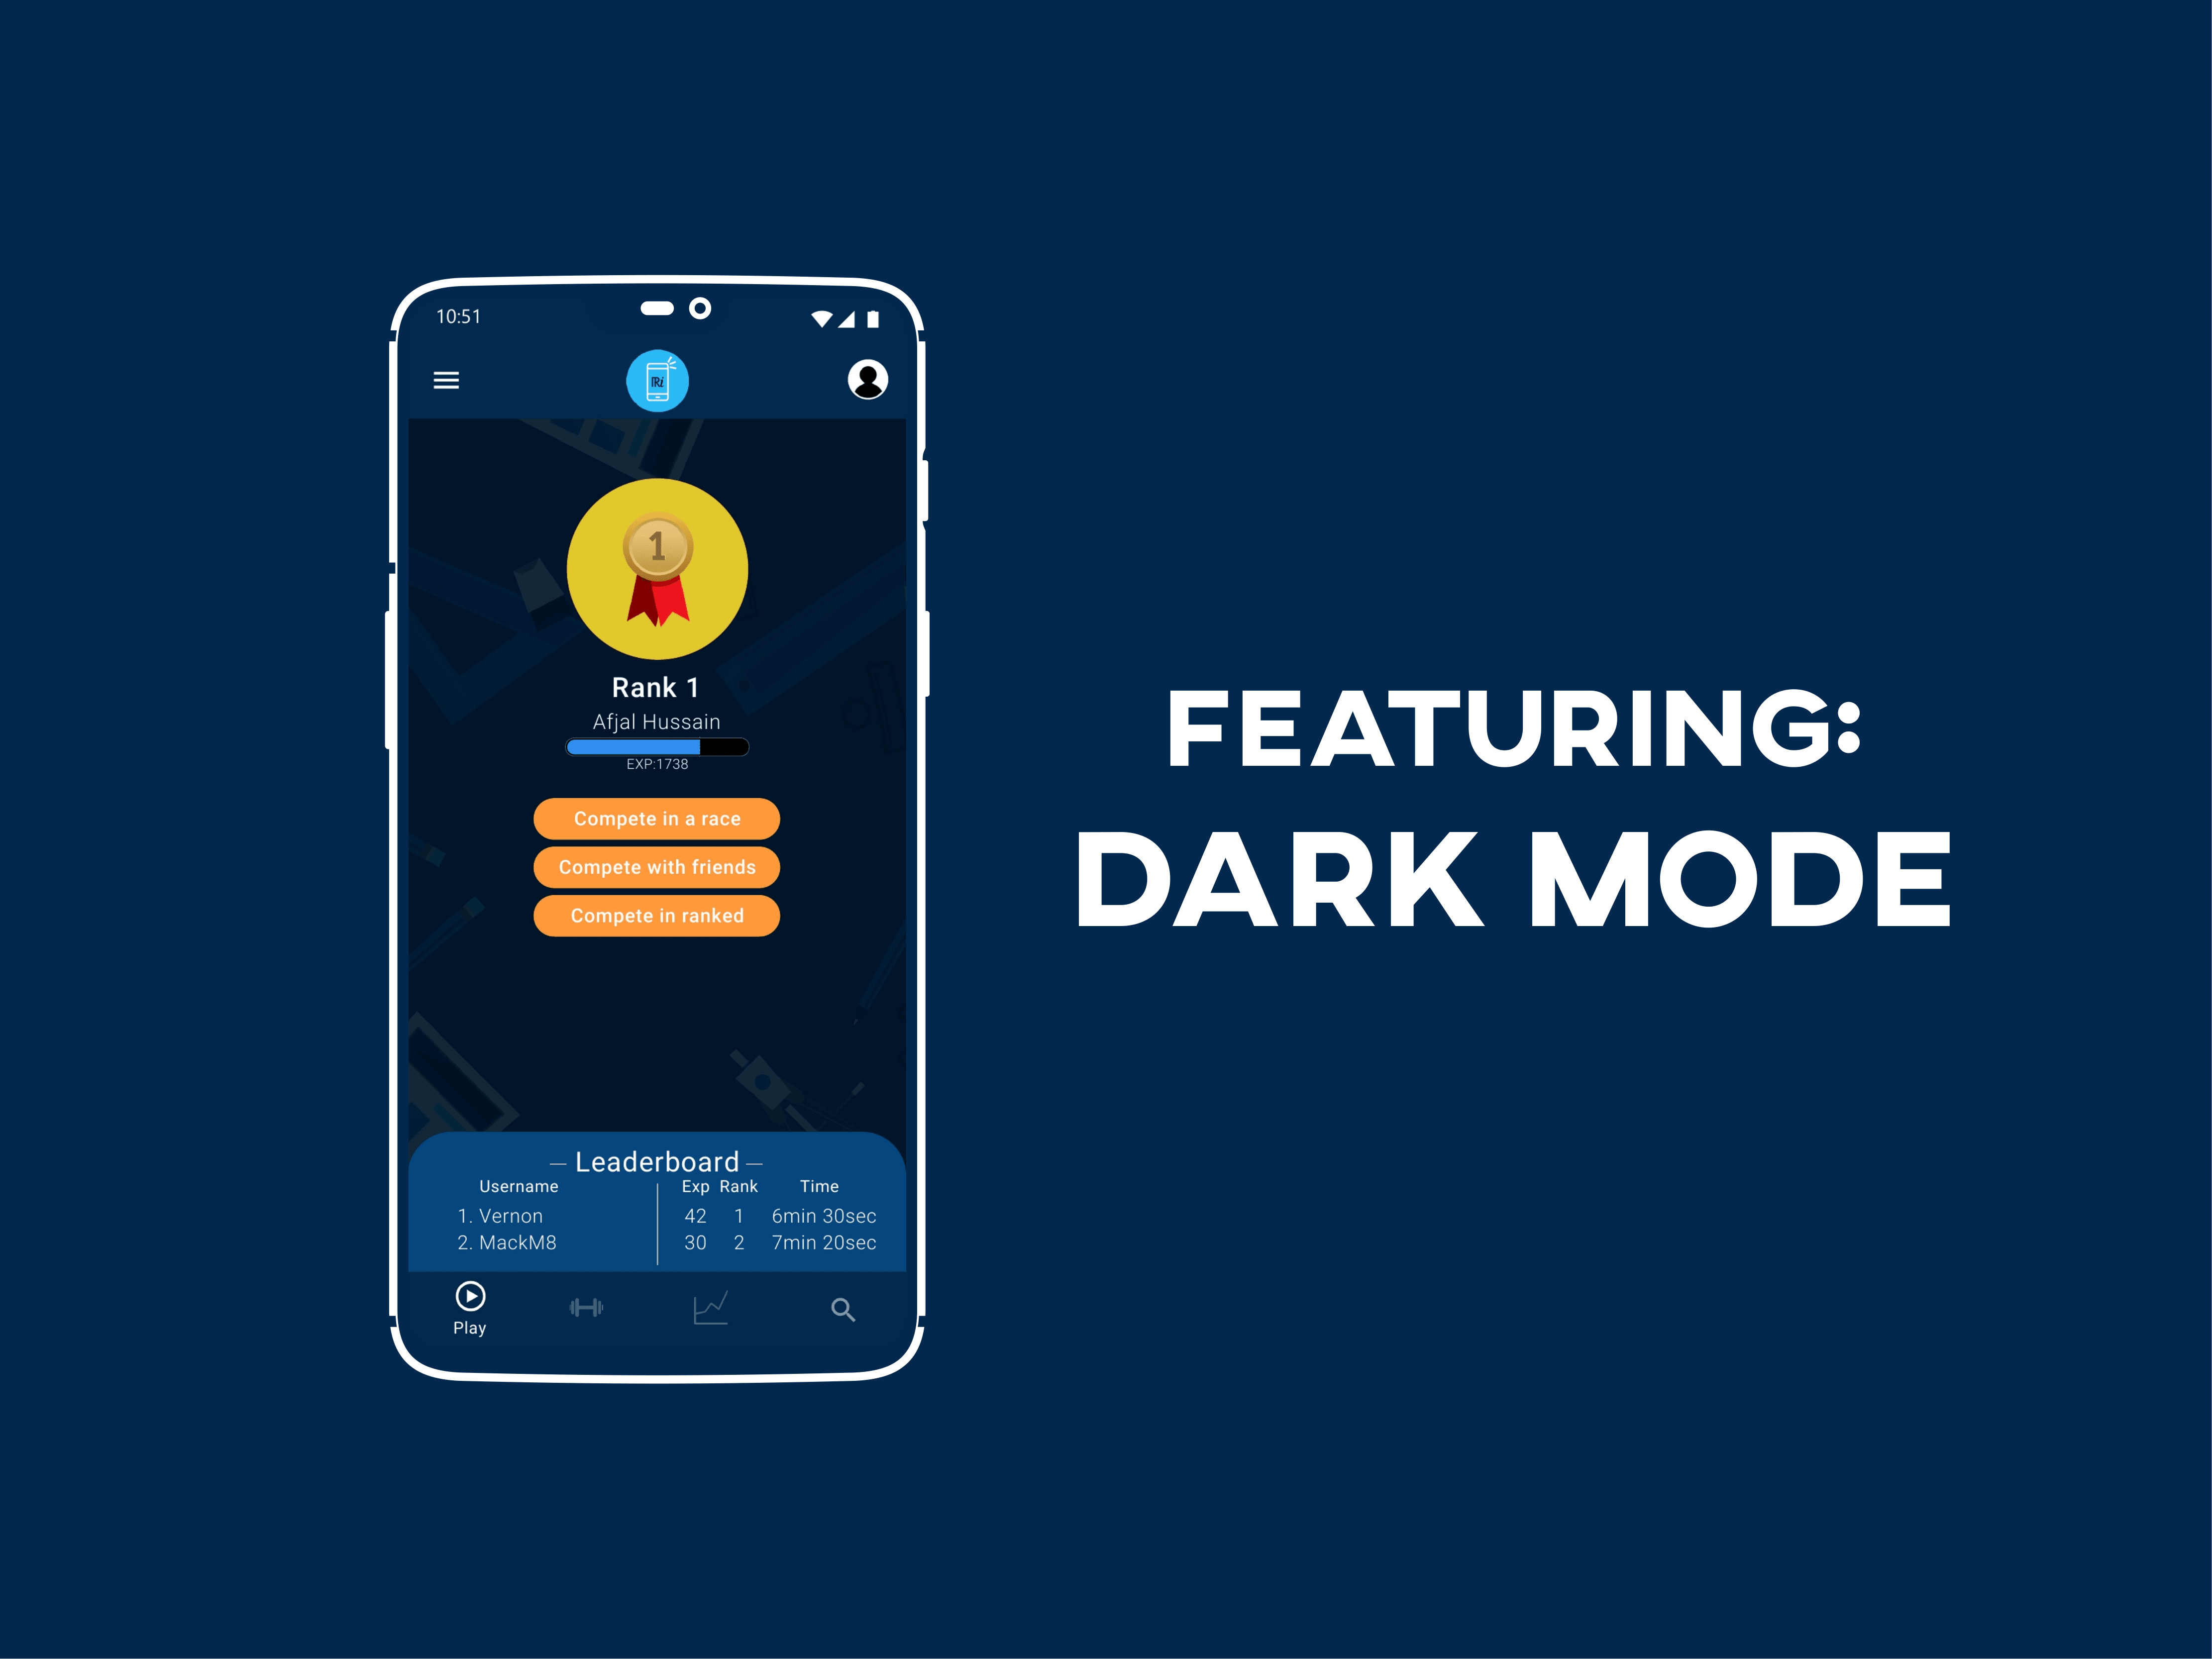 10:51
Ri
1
Rank 1
Afjal Hussain
EXP:1738
Compete in a race
Compete with friends
Compete in ranked
Leaderboard
Username Exp Rank Time
1. Vernon 42 1 6min 30sec
2. MackM8 30 2 7min 20sec
Play
FEATURING:
DARK MODE